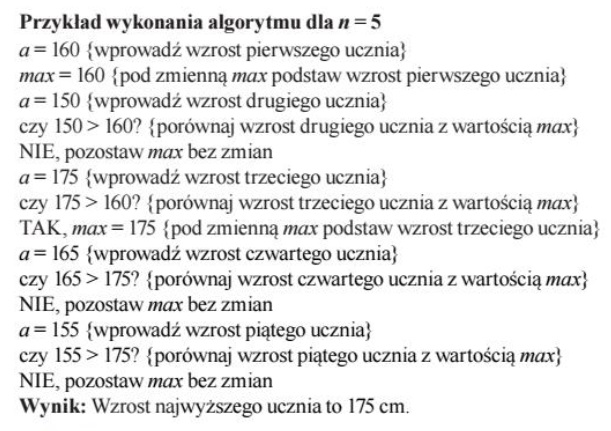 Przykład wykonania algorytmu dla n = 5
a = 160 {wprowadź wzrost pierwszego ucznia}
max = 160 {pod zmienną max podstaw wzrost pierwszego ucznia}
a = 150 {wprowadź wzrost drugiego ucznia}
czy 150 > 160? {porównaj wzrost drugiego ucznia z wartością max}
NIE, pozostaw max bez zmian
a = 175 {wprowadź wzrost trzeciego ucznia}
czy 175 > 160? {porównaj wzrost trzeciego ucznia z wartością max}
TAK, max = 175 {pod zmienną max podstaw wzrost trzeciego ucznia}
a = 165 {wprowadź wzrost czwartego ucznia}
czy 165 > 175? {porównaj wzrost czwartego ucznia z wartością max}
NIE, pozostaw max bez zmian
a = 155 {wprowadź wzrost piątego ucznia}
czy 155 > 175? {porównaj wzrost piątego ucznia z wartością max}
NIE, pozostaw max bez zmian
Wynik: Wzrost najwyższego ucznia to 175 cm.